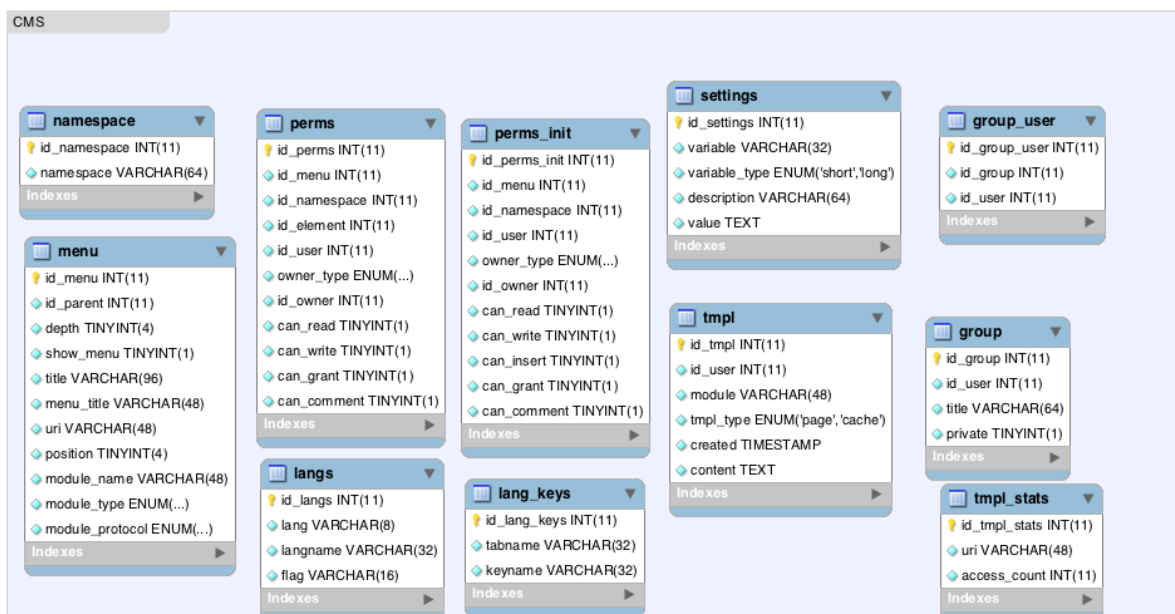 CMS
namespace
id_namespace INT(11)
namespace VARCHAR(64)
Indexes
menu
id_menu INT(11)
id_parent INT(11)
depth TINYINT(4)
show_menu TINYINT(1)
title VARCHAR(96)
menu_title VARCHAR(48)
uri VARCHAR(48)
position TINYINT(4)
module_name VARCHAR(48)
module_type ENUM(...)
module_protocol ENUM(...)
Indexes
perms
id_perms INT(11)
id_menu INT(11)
id_namespace INT(11)
id_element INT(11)
id_user INT(11)
owner_type ENUM(...)
id_owner INT(11)
can_read TINYINT(1)
can_write TINYINT(1)
can_grant TINYINT(1)
can_comment TINYINT(1)
Indexes
langs
id_langs INT(11)
lang VARCHAR(8)
langname VARCHAR(32)
flag VARCHAR(16)
Indexes
perms_init
id_perms_init INT(11)
id_menu INT(11)
id_namespace INT(11)
id_user INT(11)
owner_type ENUM(...)
id_owner INT(11)
can_read TINYINT(1)
can_write TINYINT(1)
can_insert TINYINT(1)
can_grant TINYINT(1)
can_comment TINYINT(1)
Indexes
lang_keys
id_lang_keys INT(11)
tabname VARCHAR(32)
keyname VARCHAR(32)
Indexes
settings
id_settings INT(11)
variable VARCHAR(32)
variable_type ENUM('short','long')
description VARCHAR(64)
value TEXT
Indexes
tmpl
id_tmpl INT(11)
id_user INT(11)
module VARCHAR(48)
tmpl_type ENUM('page','cache')
created TIMESTAMP
content TEXT
Indexes
group_user
id_group_user INT(11)
id_group INT(11)
id_user INT(11)
Indexes
group
id_group INT(11)
id_user INT(11)
title VARCHAR(64)
private TINYINT(1)
Indexes
tmpl_stats
id_tmpl_stats INT(11)
uri VARCHAR(48)
access_count INT(11)
Indexes